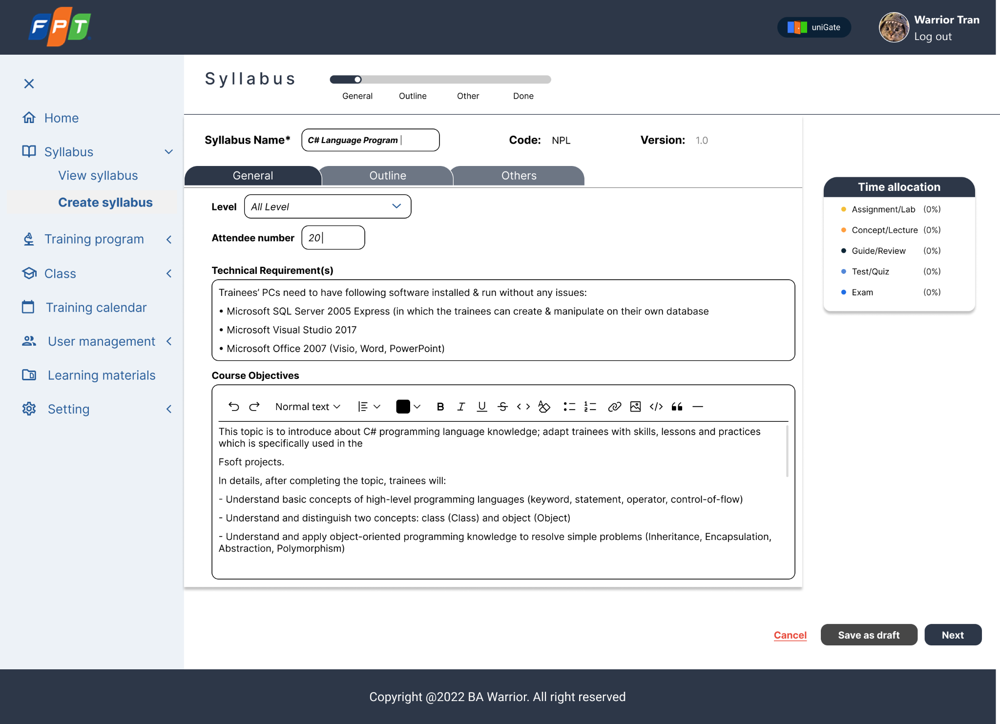 FPT
uniGate
Warrior Tran
Log out
Home
Syllabus
View syllabus
Create syllabus
Training program
Class
Training calendar
User management
Learning materials
Setting
Syllabus
General Outline Other Done
Syllabus Name* C# Language Program Code: NPL Version: 1.0
General Outline Others
Level All Level
Attendee number 20
Technical Requirement(s)
Trainees’ PCs need to have following software installed & run without any issues:
• Microsoft SQL Server 2005 Express (in which the trainees can create & manipulate on their own database
• Microsoft Visual Studio 2017
• Microsoft Office 2007 (Visio, Word, PowerPoint)
Course Objectives
Normal text
This topic is to introduce about C# programming language knowledge; adapt trainees with skills, lessons and practices
which is specifically used in the
Fsoft projects.
In details, after completing the topic, trainees will:
- Understand basic concepts of high-level programming languages (keyword, statement, operator, control-of-flow)
- Understand and distinguish two concepts: class (Class) and object (Object)
- Understand and apply object-oriented programming knowledge to resolve simple problems (Inheritance, Encapsulation,
Abstraction, Polymorphism)
Time allocation
Assignment/Lab (0%)
Concept/Lecture (0%)
Guide/Review (0%)
Test/Quiz (0%)
Exam (0%)
Cancel
Save as draft
Next
Copyright @2022 BA Warrior. All right reserved